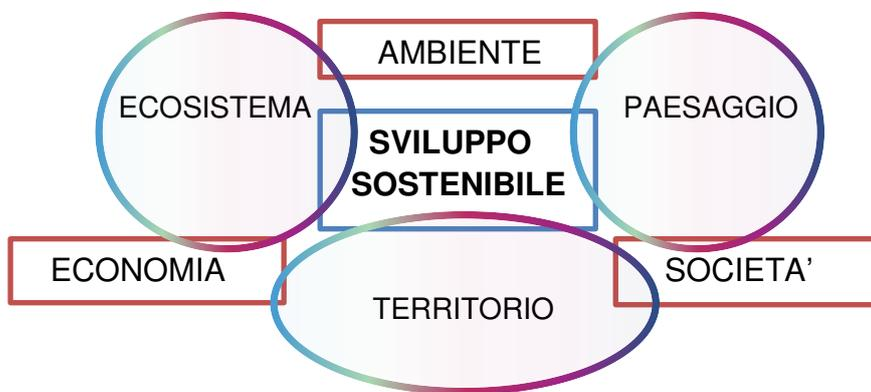 AMBIENTE
ECOSISTEMA
PAESAGGIO
SVILUPPO
SOSTENIBILE
ECONOMIA
SOCIETA’
TERRITORIO